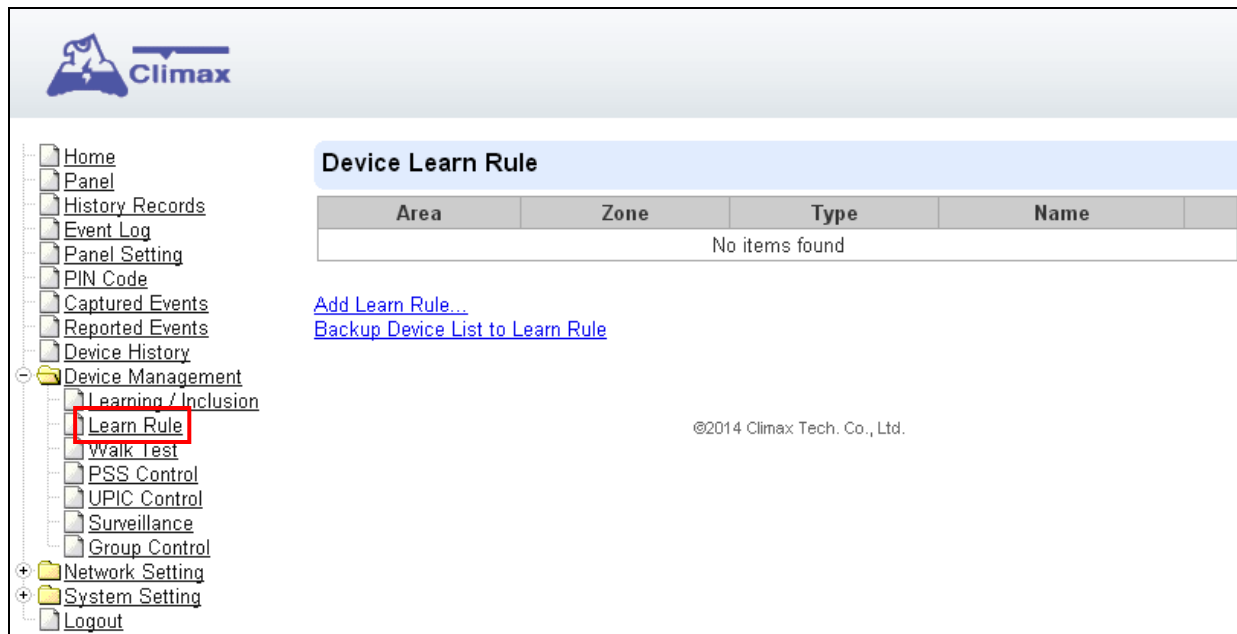 Climax
Home
Panel
History Records
Event Log
Panel Setting
PIN Code
Captured Events
Reported Events
Device History
Device Management
Learning / Inclusion
Learn Rule
Walk Test
PSS Control
UPIC Control
Surveillance
Group Control
Network Setting
System Setting
Logout
Device Learn Rule
Area Zone Type Name
No items found
Add Learn Rule...
Backup Device List to Learn Rule
©2014 Climax Tech. Co., Ltd.